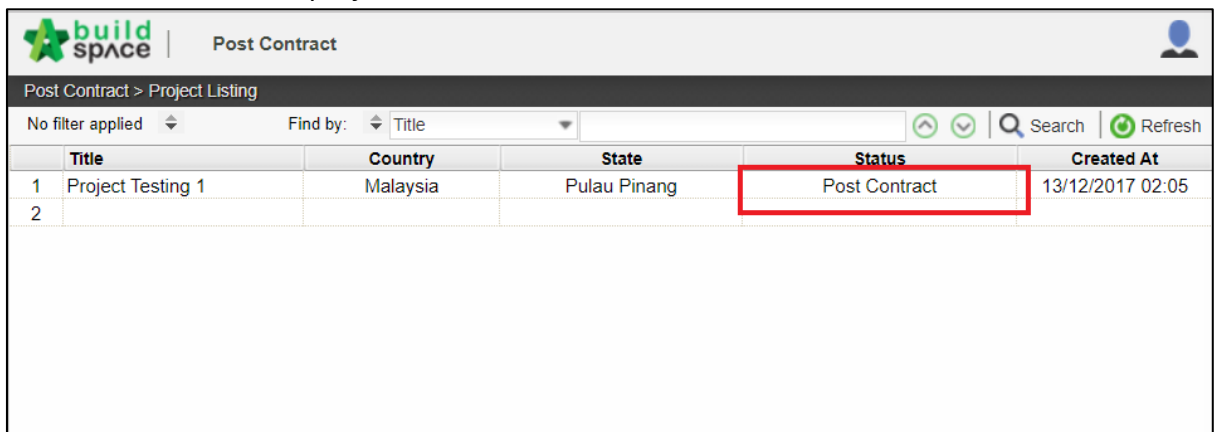 build space | Post Contract
Post Contract > Project Listing
No filter applied Find by: Title Search Refresh
Title Country State Status Created At
1 Project Testing 1 Malaysia Pulau Pinang Post Contract 13/12/2017 02:05
2